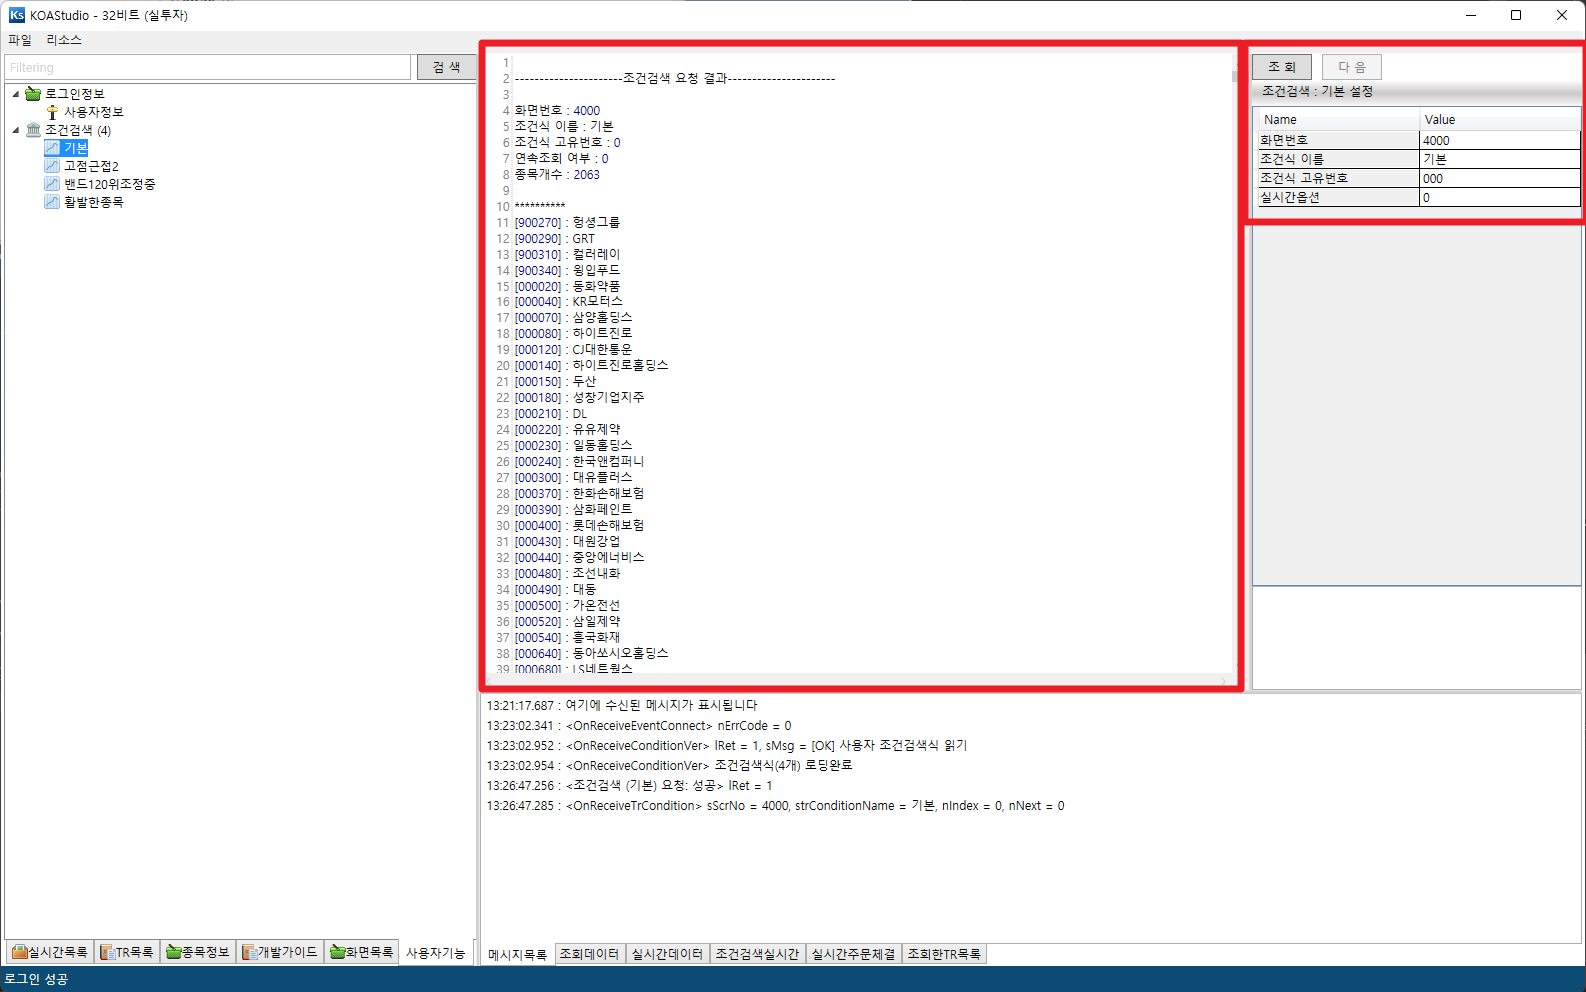 KOAStudio - 32비트 (실투자)
파일 리소스
Filtering
검 색
로그인정보
사용자정보
조건검색 (4)
기본
고점근접2
밴드120위조정중
활발한종목
실시간목록 TR목록 종목정보 개발가이드 화면목록 사용자기능
1
2 ----------------------조건검색 요청 결과----------------------
3
4 화면번호 : 4000
5 조건식 이름 : 기본
6 조건식 고유번호 : 0
7 연속조회 여부 : 0
8 종목개수 : 2063
9
10 **********
11 [900270] : 헝셩그룹
12 [900290] : GRT
13 [900310] : 컬러레이
14 [900340] : 윙입푸드
15 [000020] : 동화약품
16 [000040] : KR모터스
17 [000070] : 삼양홀딩스
18 [000080] : 하이트진로
19 [000120] : CJ대한통운
20 [000140] : 하이트진로홀딩스
21 [000150] : 두산
22 [000180] : 성창기업지주
23 [000210] : DL
24 [000220] : 유유제약
25 [000230] : 일동홀딩스
26 [000240] : 한국앤컴퍼니
27 [000300] : 대유플러스
28 [000370] : 한화손해보험
29 [000390] : 삼화페인트
30 [000400] : 롯데손해보험
31 [000430] : 대원강업
32 [000440] : 중앙에너비스
33 [000480] : 조선내화
34 [000490] : 대동
35 [000500] : 가온전선
36 [000520] : 삼일제약
37 [000540] : 흥국화재
38 [000640] : 동아쏘시오홀딩스
39 [000680] : LS네트웍스
조 회 다 음
조건검색 : 기본 설정
Name Value
화면번호 4000
조건식 이름 기본
조건식 고유번호 000
실시간옵션 0
13:21:17.687 : 여기에 수신된 메시지가 표시됩니다
13:23:02.341 : <OnReceiveEventConnect> nErrCode = 0
13:23:02.952 : <OnReceiveConditionVer> lRet = 1, sMsg = [OK] 사용자 조건검색식 읽기
13:23:02.954 : <OnReceiveConditionVer> 조건검색식(4개) 로딩완료
13:26:47.256 : <조건검색 (기본) 요청: 성공> lRet = 1
13:26:47.285 : <OnReceiveTrCondition> sScrNo = 4000, strConditionName = 기본, nIndex = 0, nNext = 0
메시지목록 조회데이터 실시간데이터 조건검색실시간 실시간주문체결 조회한TR목록
로그인 성공